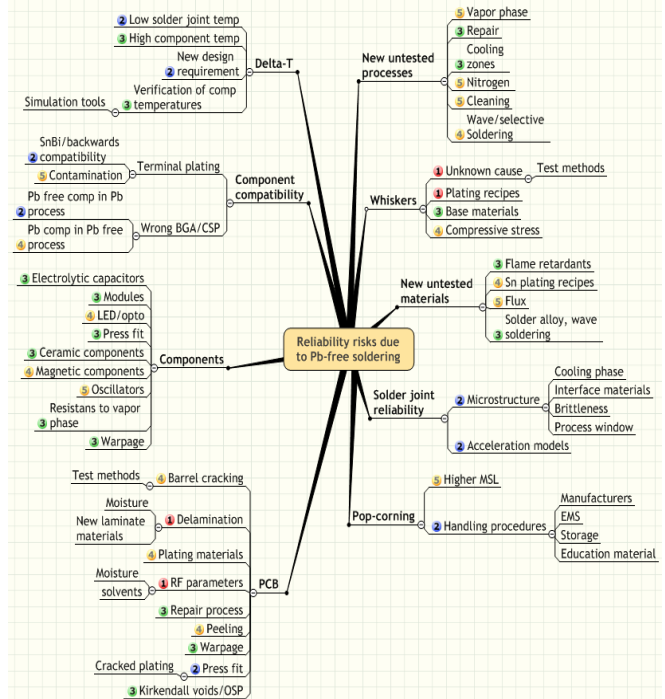 Reliability risks due
to Pb-free soldering
Delta-T
2 Low solder joint temp
3 High component temp
New design
2 requirement
Verification of comp
3 temperatures
Simulation tools
Component
compatibility
Terminal plating
SnBi/backwards
2 compatibility
5 Contamination
Wrong BGA/CSP
Pb free comp in Pb
2 process
Pb comp in Pb free
4 process
Components
3 Electrolytic capacitors
3 Modules
4 LED/opto
3 Press fit
3 Ceramic components
4 Magnetic components
5 Oscillators
Resistans to vapor
3 phase
3 Warpage
PCB
4 Barrel cracking
Test methods
1 Delamination
Moisture
New laminate
materials
4 Plating materials
1 RF parameters
Moisture
solvents
3 Repair process
4 Peeling
3 Warpage
2 Press fit
Cracked plating
3 Kirkendall voids/OSP
New untested
processes
5 Vapor phase
3 Repair
Cooling
3 zones
5 Nitrogen
5 Cleaning
Wave/selective
4 Soldering
Whiskers
1 Unknown cause
Test methods
1 Plating recipes
3 Base materials
4 Compressive stress
New untested
materials
3 Flame retardants
4 Sn plating recipes
5 Flux
Solder alloy, wave
3 soldering
Solder joint
reliability
2 Microstructure
Cooling phase
Interface materials
Brittleness
Process window
2 Acceleration models
Pop-corning
5 Higher MSL
2 Handling procedures
Manufacturers
EMS
Storage
Education material